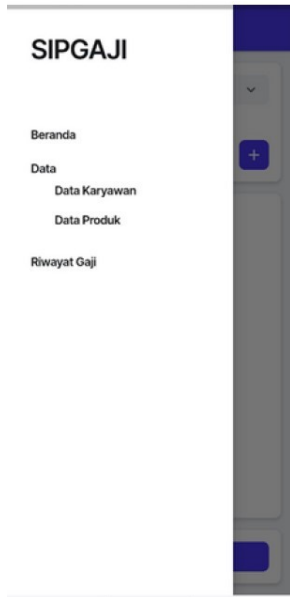 SIPGAJI
Beranda
Data
Data Karyawan
Data Produk
Riwayat Gaji
+